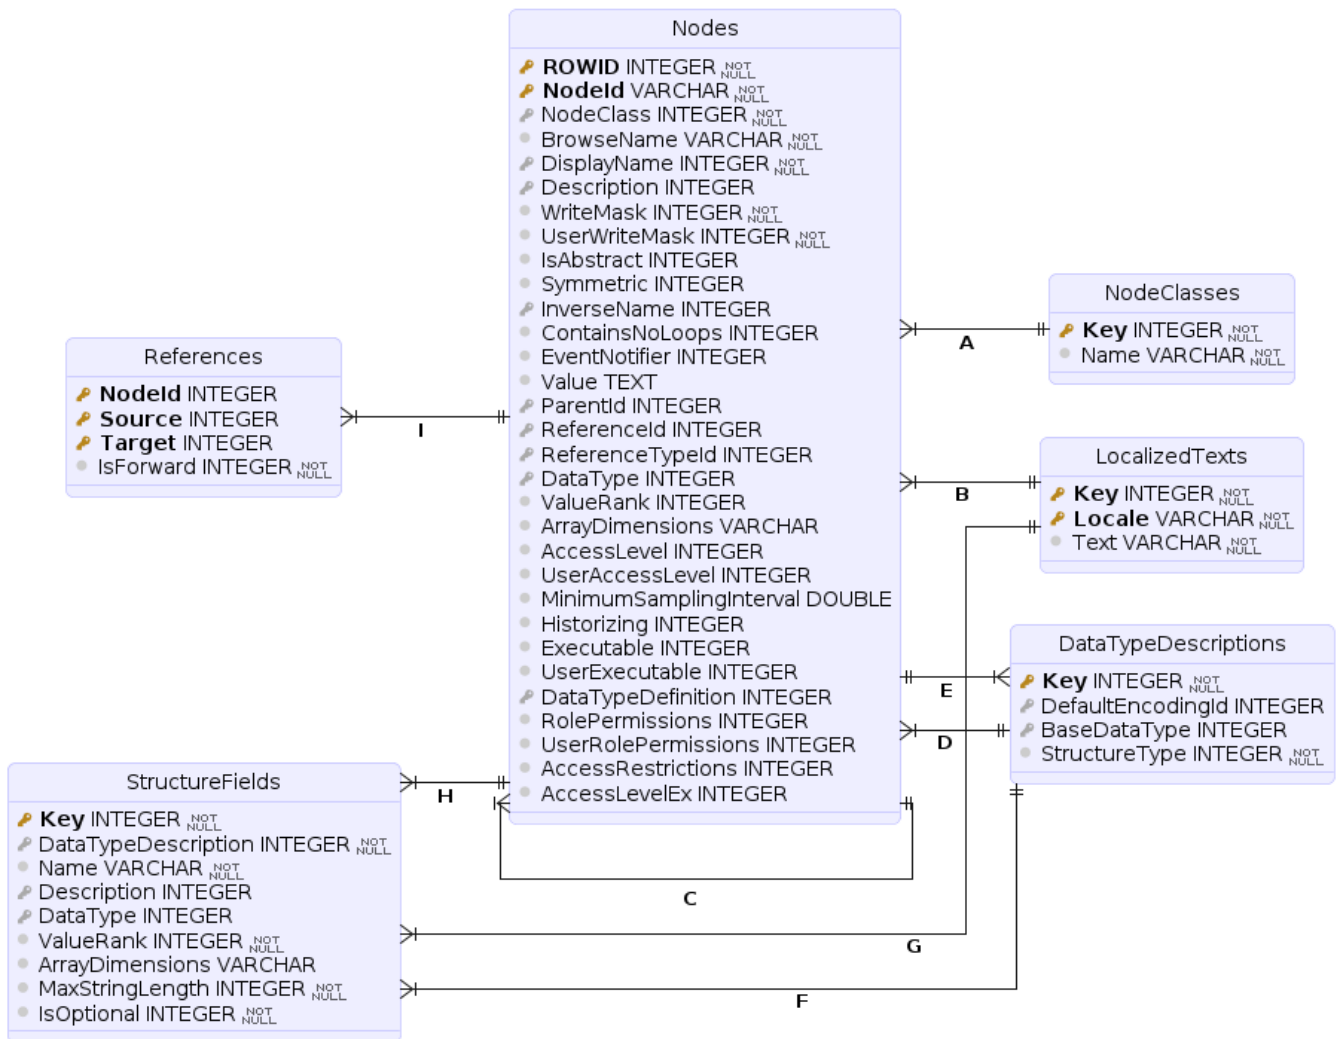 Nodes
ROWID INTEGER NOT NULL
NodeId VARCHAR NOT NULL
NodeClass INTEGER NOT NULL
BrowseName VARCHAR NOT NULL
DisplayName INTEGER NOT NULL
Description INTEGER
WriteMask INTEGER NOT NULL
UserWriteMask INTEGER NOT NULL
IsAbstract INTEGER
Symmetric INTEGER
InverseName INTEGER
ContainsNoLoops INTEGER
EventNotifier INTEGER
Value TEXT
ParentId INTEGER
ReferenceId INTEGER
ReferenceTypeId INTEGER
DataType INTEGER
ValueRank INTEGER
ArrayDimensions VARCHAR
AccessLevel INTEGER
UserAccessLevel INTEGER
MinimumSamplingInterval DOUBLE
Historizing INTEGER
Executable INTEGER
UserExecutable INTEGER
DataTypeDefinition INTEGER
RolePermissions INTEGER
UserRolePermissions INTEGER
AccessRestrictions INTEGER
AccessLevelEx INTEGER
NodeClasses
Key INTEGER NOT NULL
Name VARCHAR NOT NULL
A
References
NodeId INTEGER
Source INTEGER
Target INTEGER
IsForward INTEGER NOT NULL
I
LocalizedTexts
Key INTEGER NOT NULL
Locale VARCHAR NOT NULL
Text VARCHAR NOT NULL
B
DataTypeDescriptions
Key INTEGER NOT NULL
DefaultEncodingId INTEGER
BaseDataType INTEGER
StructureType INTEGER NOT NULL
E
D
StructureFields
Key INTEGER NOT NULL
DataTypeDescription INTEGER NOT NULL
Name VARCHAR NOT NULL
Description INTEGER
DataType INTEGER
ValueRank INTEGER NOT NULL
ArrayDimensions VARCHAR
MaxStringLength INTEGER NOT NULL
IsOptional INTEGER NOT NULL
H
C
G
F